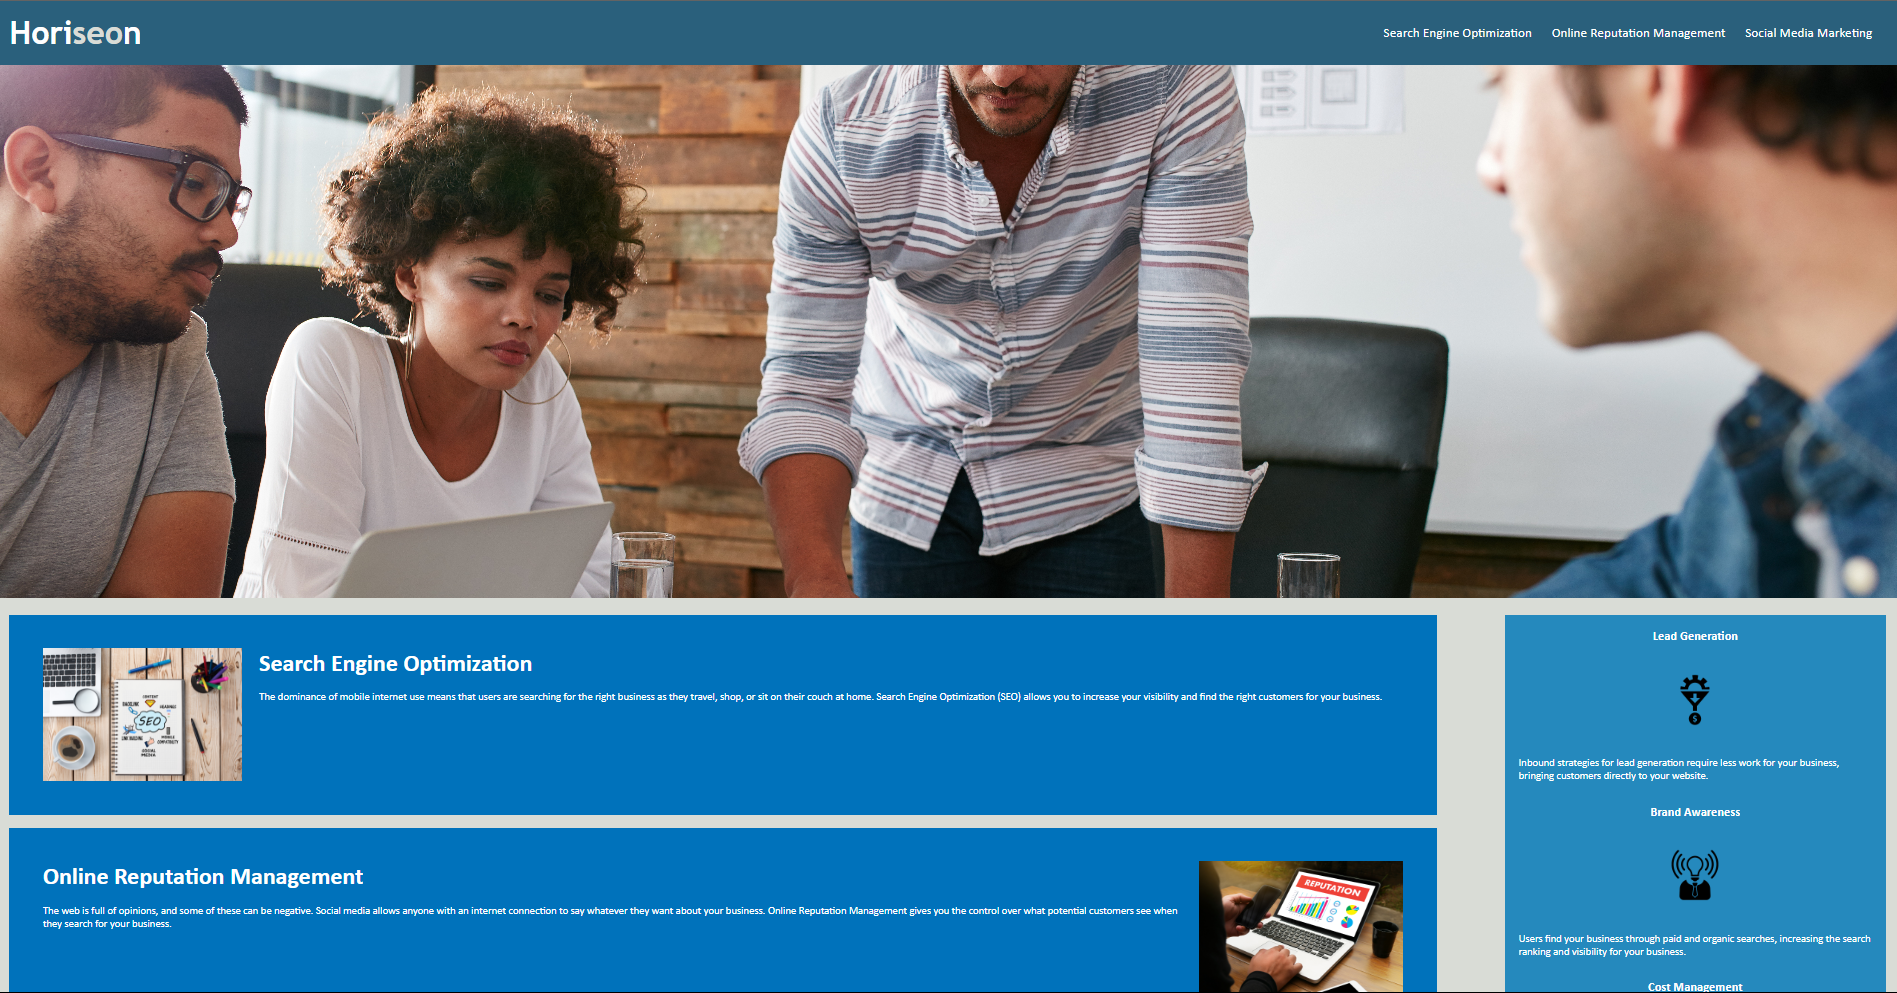 Horiseon
Search Engine Optimization
Online Reputation Management
Social Media Marketing
Search Engine Optimization
The dominance of mobile internet use means that users are searching for the right business as they travel, shop, or sit on their couch at home. Search Engine Optimization (SEO) allows you to increase your visibility and find the right customers for your business.
SEO
Online Reputation Management
The web is full of opinions, and some of these can be negative. Social media allows anyone with an internet connection to say whatever they want about your business. Online Reputation Management gives you the control over what potential customers see when
they search for your business.
REPUTATION
Lead Generation
Inbound strategies for lead generation require less work for your business,
bringing customers directly to your website.
Brand Awareness
Users find your business through paid and organic searches, increasing the search
ranking and visibility for your business.
Cost Management